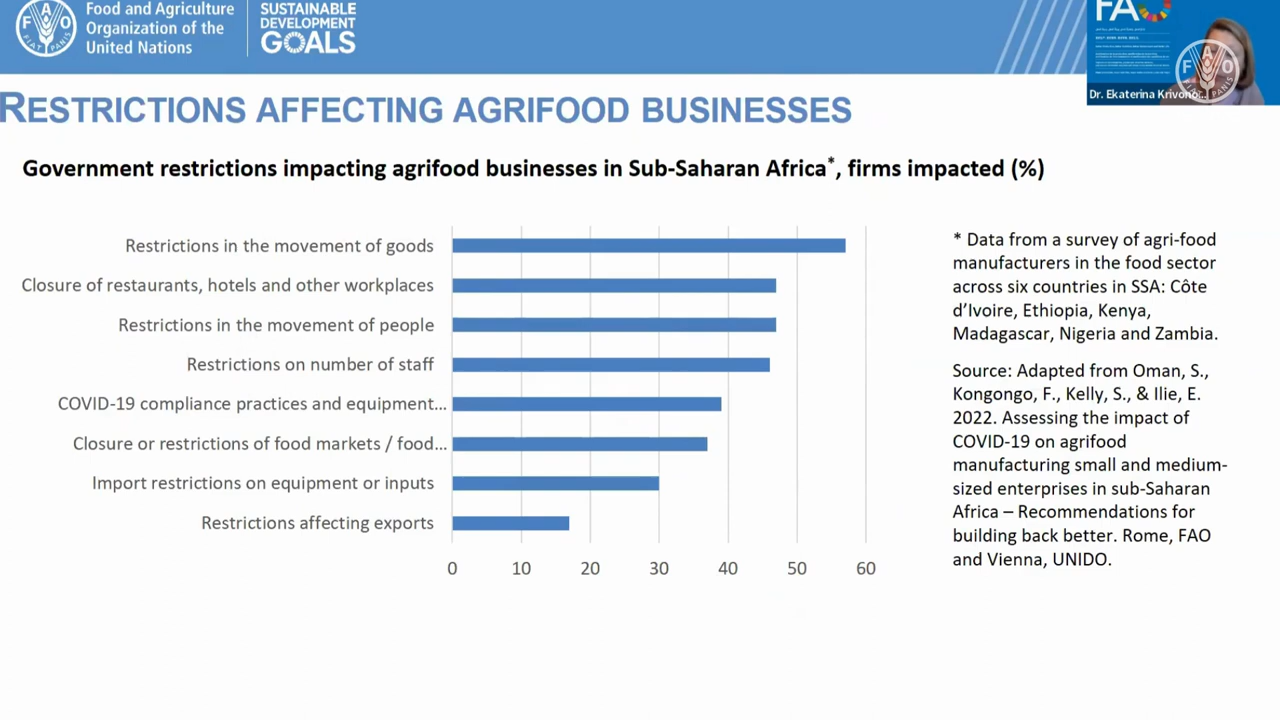 Food and Agriculture
Organization of the
United Nations
SUSTAINABLE
DEVELOPMENT
GOALS
FAO
FAO
FIAT PANIS
Dr. Ekaterina
RESTRICTIONS AFFECTING AGRIFOOD BUSINESSES
Government restrictions impacting agrifood businesses in Sub-Saharan Africa*, firms impacted (%)
Restrictions in the movement of goods
Closure of restaurants, hotels and other workplaces
Restrictions in the movement of people
Restrictions on number of staff
COVID-19 compliance practices and equipment...
Closure or restrictions of food markets / food...
Import restrictions on equipment or inputs
Restrictions affecting exports
0 10 20 30 40 50 60
* Data from a survey of agri-food
manufacturers in the food sector
across six countries in SSA: Côte
d’Ivoire, Ethiopia, Kenya,
Madagascar, Nigeria and Zambia.
Source: Adapted from Oman, S.,
Kongongo, F., Kelly, S., & Ilie, E.
2022. Assessing the impact of
COVID-19 on agrifood
manufacturing small and medium-
sized enterprises in sub-Saharan
Africa – Recommendations for
building back better. Rome, FAO
and Vienna, UNIDO.